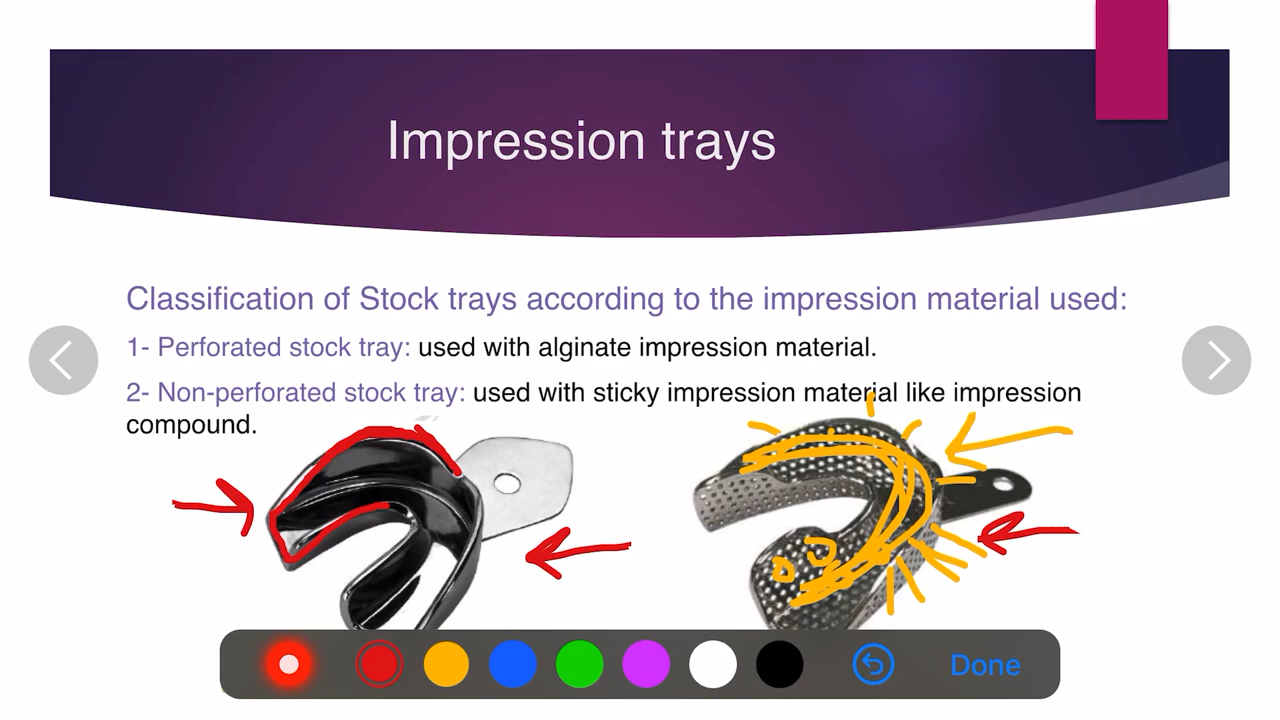 Impression trays
Classification of Stock trays according to the impression material used:
1- Perforated stock tray: used with alginate impression material.
2- Non-perforated stock tray: used with sticky impression material like impression
compound.
Done